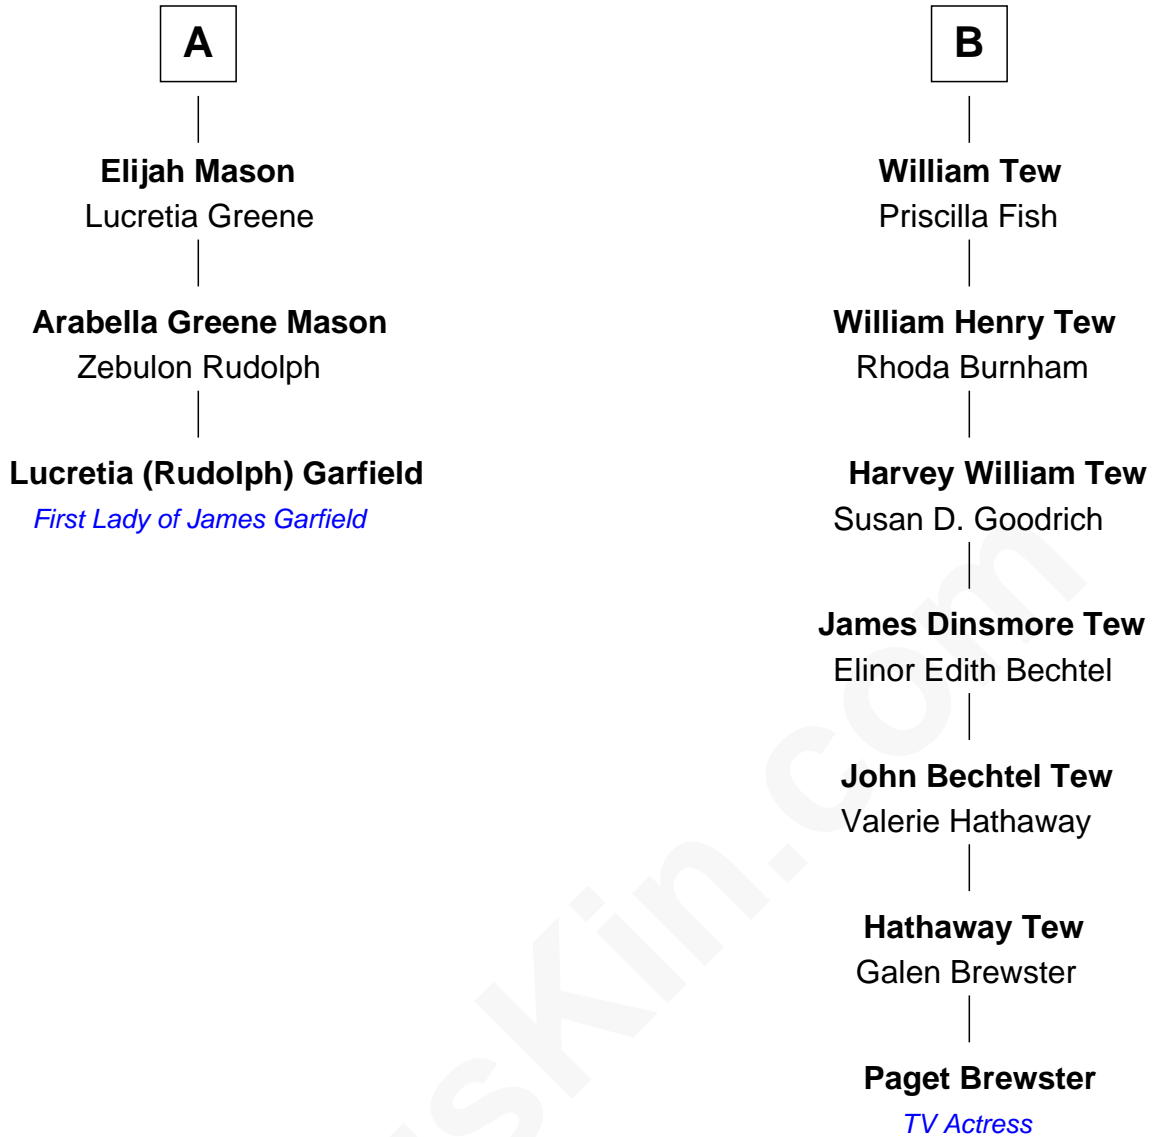 A
Elijah Mason
Lucretia Greene
Arabella Greene Mason
Zebulon Rudolph
Lucretia (Rudolph) Garfield
First Lady of James Garfield
B
William Tew
Priscilla Fish
William Henry Tew
Rhoda Burnham
Harvey William Tew
Susan D. Goodrich
James Dinsmore Tew
Elinor Edith Bechtel
John Bechtel Tew
Valerie Hathaway
Hathaway Tew
Galen Brewster
Paget Brewster
TV Actress
sKin.com